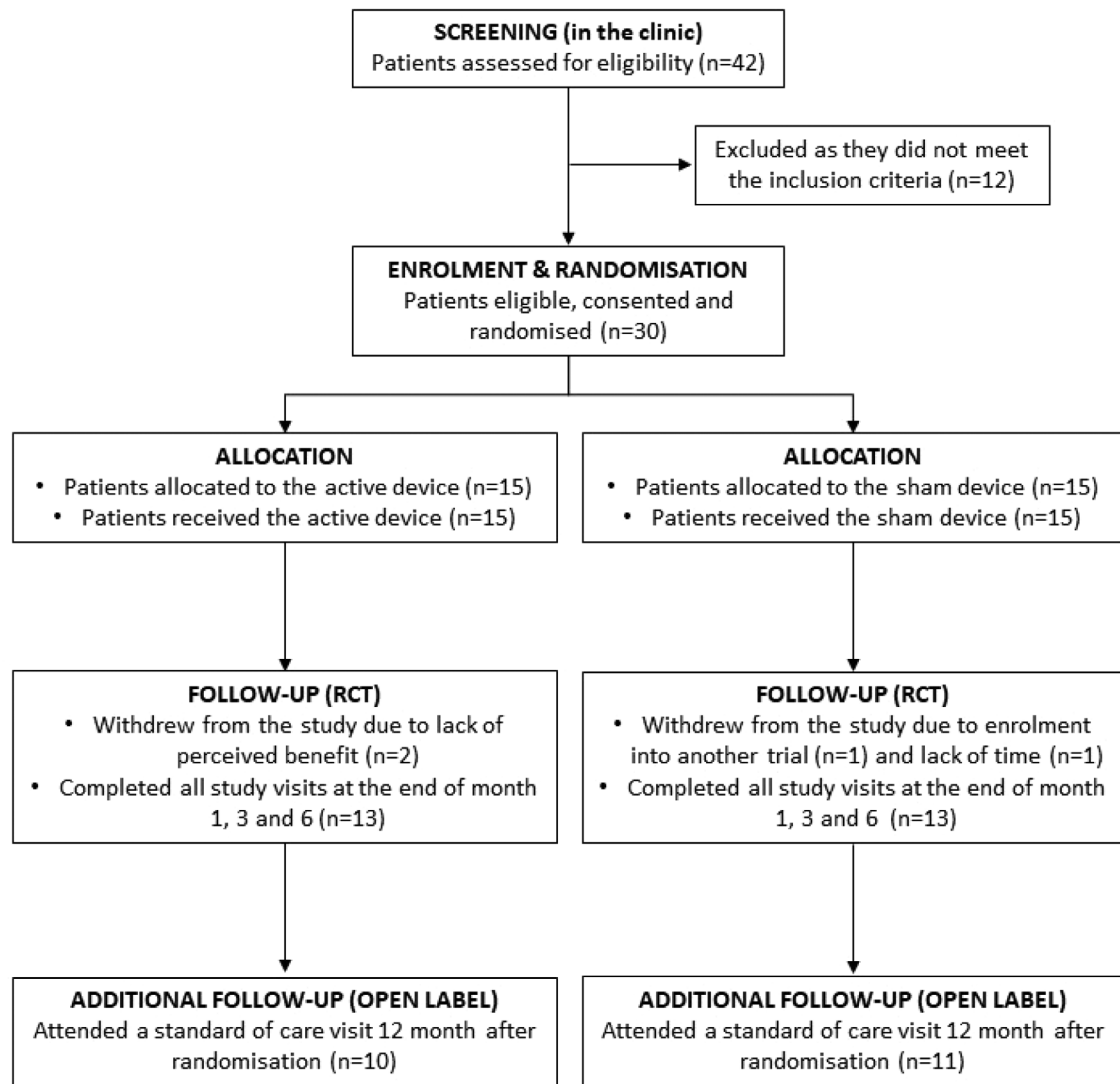 SCREENING (in the clinic)
Patients assessed for eligibility (n=42)
Excluded as they did not meet
the inclusion criteria (n=12)
ENROLMENT & RANDOMISATION
Patients eligible, consented and
randomised (n=30)
ALLOCATION
• Patients allocated to the active device (n=15)
• Patients received the active device (n=15)
ALLOCATION
• Patients allocated to the sham device (n=15)
• Patients received the sham device (n=15)
FOLLOW-UP (RCT)
• Withdrew from the study due to lack of
perceived benefit (n=2)
• Completed all study visits at the end of month
1, 3 and 6 (n=13)
FOLLOW-UP (RCT)
• Withdrew from the study due to enrolment
into another trial (n=1) and lack of time (n=1)
• Completed all study visits at the end of month
1, 3 and 6 (n=13)
ADDITIONAL FOLLOW-UP (OPEN LABEL)
Attended a standard of care visit 12 month after
randomisation (n=10)
ADDITIONAL FOLLOW-UP (OPEN LABEL)
Attended a standard of care visit 12 month after
randomisation (n=11)